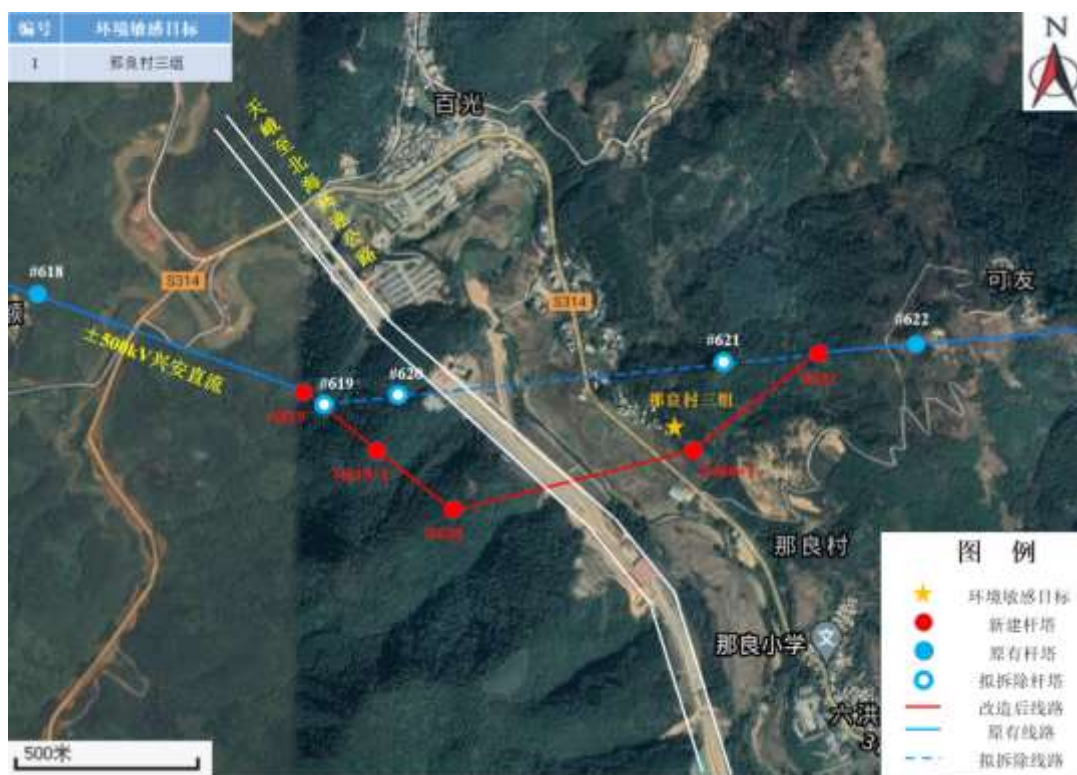 编号 环境敏感目标
1 那良村三组
N
百光
天峨至北海高速公路
#618
S314
S314
可友
±500kV兴安直流
#622
#621
#620
#619
那良村三组
那良村
那良小学
文
六洪
图 例
环境敏感目标
新建杆塔
原有杆塔
拟拆除杆塔
改造后线路
原有线路
拟拆除线路
500米